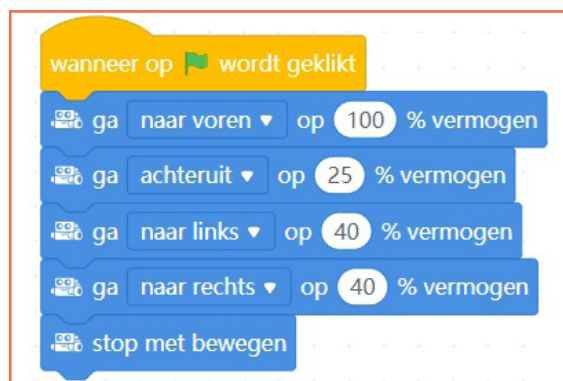 wanneer op wordt geklikt
ga naar voren op 100 % vermogen
ga achteruit op 25 % vermogen
ga naar links op 40 % vermogen
ga naar rechts op 40 % vermogen
stop met bewegen